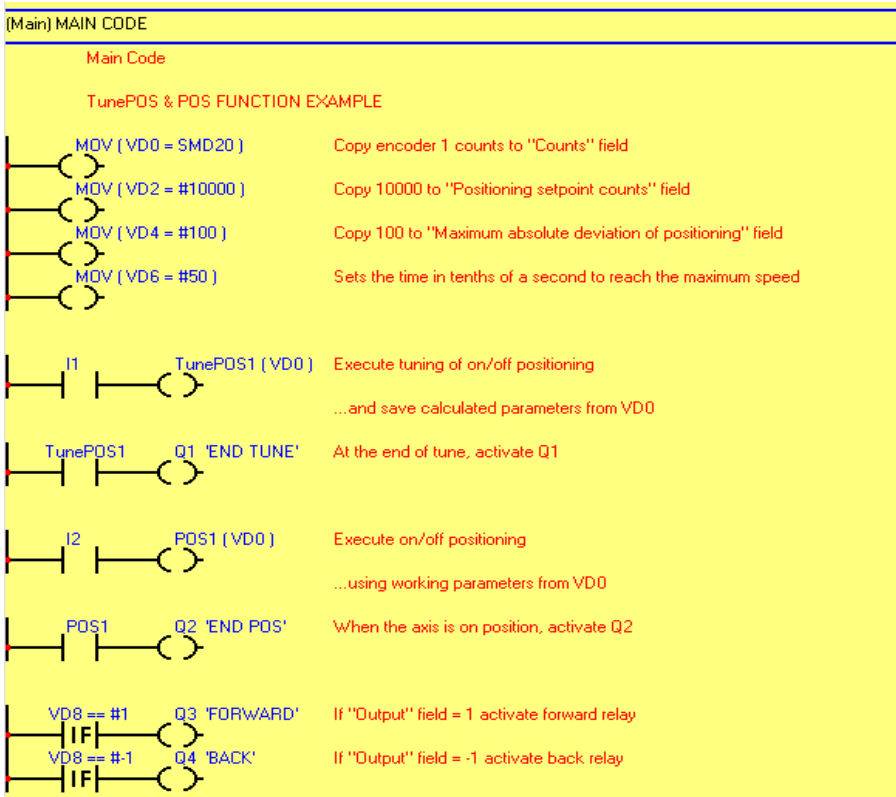 (Main) MAIN CODE
Main Code
TunePOS & POS FUNCTION EXAMPLE
MOV ( VD0 = SMD20 ) Copy encoder 1 counts to "Counts" field
MOV ( VD2 = #10000 ) Copy 10000 to "Positioning setpoint counts" field
MOV ( VD4 = #100 ) Copy 100 to "Maximum absolute deviation of positioning" field
MOV ( VD6 = #50 ) Sets the time in tenths of a second to reach the maximum speed
I1 TunePOS1 ( VD0 ) Execute tuning of on/off positioning
...and save calculated parameters from VD0
TunePOS1 Q1 'END TUNE' At the end of tune, activate Q1
I2 POS1 ( VD0 ) Execute on/off positioning
...using working parameters from VD0
POS1 Q2 'END POS' When the axis is on position, activate Q2
VD8 == #1 Q3 'FORWARD' If "Output" field = 1 activate forward relay
IF
VD8 == #-1 Q4 'BACK' If "Output" field = -1 activate back relay
IF